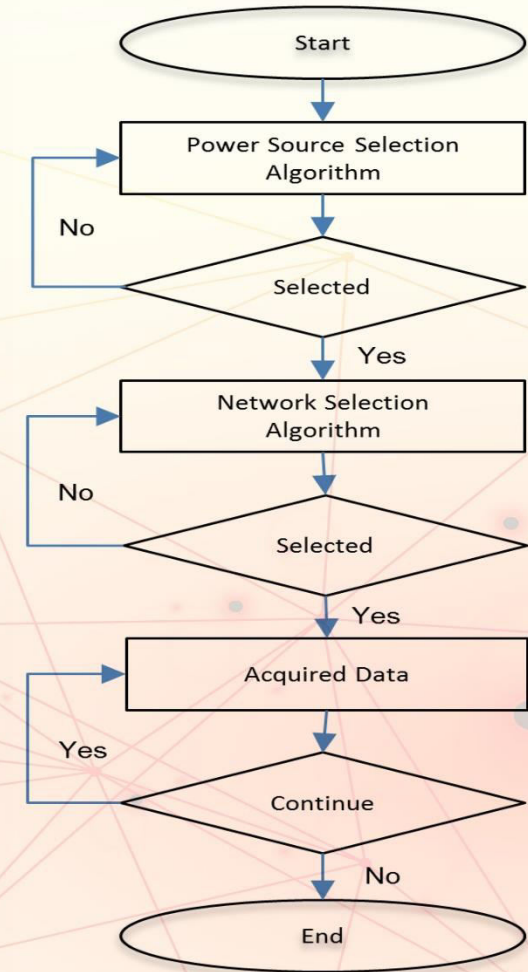 Start
Power Source Selection
Algorithm
No
Selected
Yes
Network Selection
Algorithm
No
Selected
Yes
Acquired Data
Yes
Continue
No
End